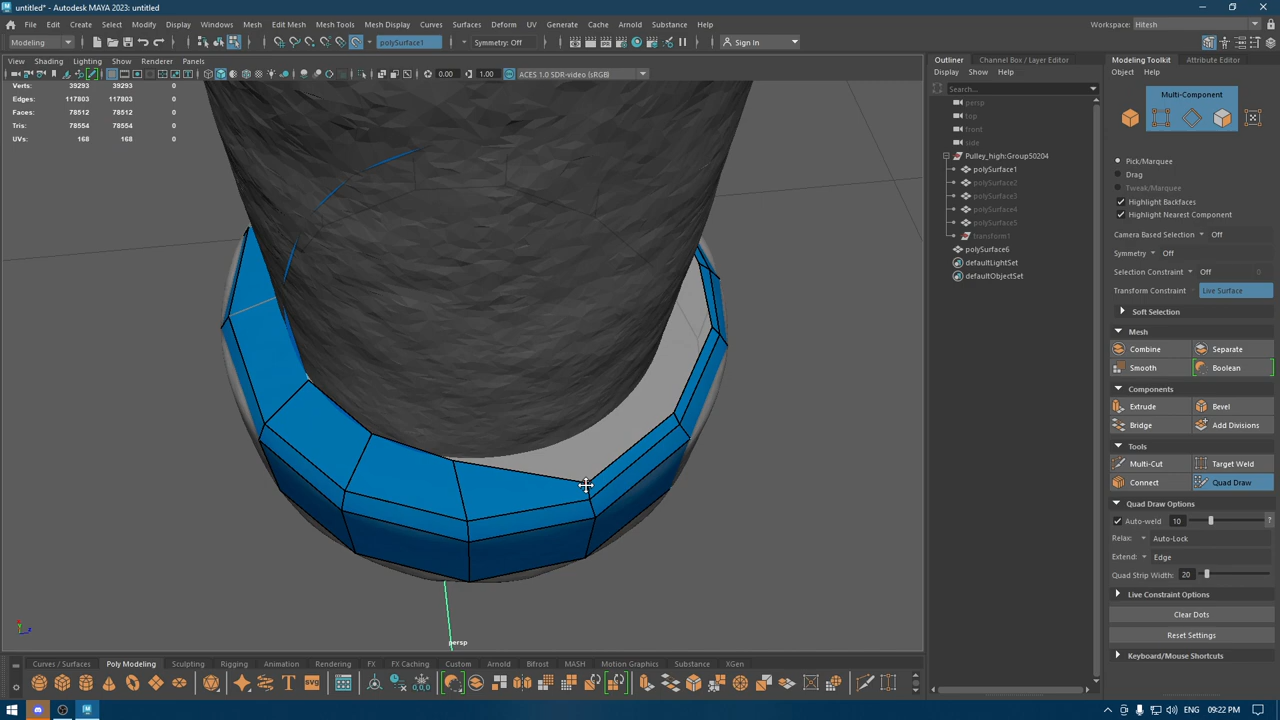 untitled* - Autodesk MAYA 2023: untitled
File Edit Create Select Modify Display Windows Mesh Edit Mesh Mesh Tools Mesh Display Curves Surfaces Deform UV Generate Cache Arnold Substance Help
Workspace: Hitesh
Modeling polySurface1 Symmetry: Off Sign In
View Shading Lighting Show Renderer Panels
0.00 1.00 ACES 1.0 SDR-video (sRGB)
Verts: 39293 39293 0
Edges: 117803 117803 0
Faces: 78512 78512 0
Tris: 78554 78554 0
UVs: 168 168 0
persp
Outliner Channel Box / Layer Editor
Display Show Help
Search...
persp
top
front
side
Pulley_high:Group50204
polySurface1
polySurface2
polySurface3
polySurface4
polySurface5
transform1
polySurface6
defaultLightSet
defaultObjectSet
Modeling Toolkit Attribute Editor
Object Help
Multi-Component
Pick/Marquee
Drag
Tweak/Marquee
Highlight Backfaces
Highlight Nearest Component
Camera Based Selection Off
Symmetry Off
Selection Constraint Off 0
Transform Constraint Live Surface
Soft Selection
Mesh
Combine Separate
Smooth Boolean
Components
Extrude Bevel
Bridge Add Divisions
Tools
Multi-Cut Target Weld
Connect Quad Draw
Quad Draw Options
Auto-weld 10 ?
Relax: Auto-Lock
Extend: Edge
Quad Strip Width: 20
Live Constraint Options
Clear Dots
Reset Settings
Keyboard/Mouse Shortcuts
Curves / Surfaces Poly Modeling Sculpting Rigging Animation Rendering FX FX Caching Custom Arnold Bifrost MASH Motion Graphics Substance XGen
SVG
0,0,0
ENG 09:22 PM